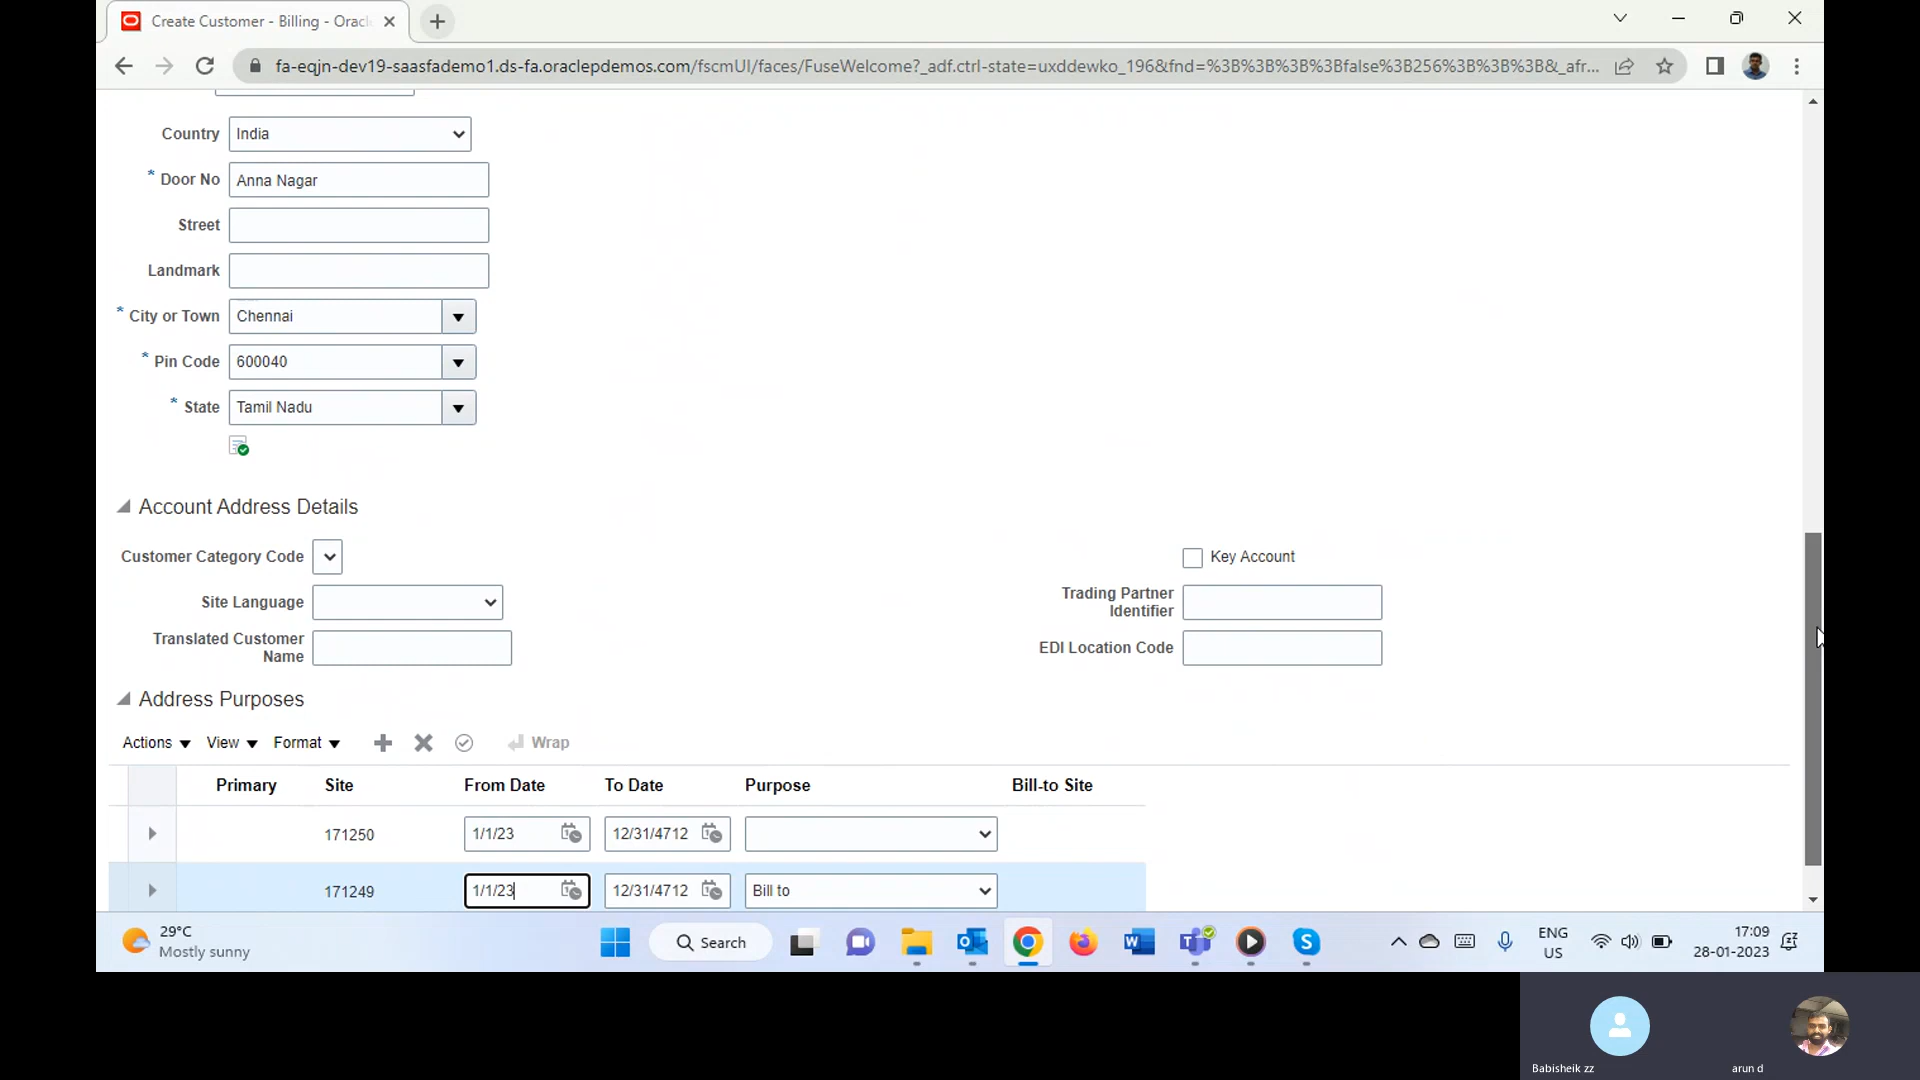 Create Customer - Billing - Orac
fa-eqjn-dev19-saasfademo1.ds-fa.oraclepdemos.com/fscmUI/faces/FuseWelcome?_adf.ctrl-state=uxddewko_196&fnd=%3B%3B%3B%3Bfalse%3B256%3B%3B%3B&_afr...
Country India
* Door No Anna Nagar
Street
Landmark
* City or Town Chennai
* Pin Code 600040
* State Tamil Nadu
Account Address Details
Customer Category Code
Key Account
Site Language
Trading Partner
Identifier
Translated Customer
Name
EDI Location Code
Address Purposes
Actions View Format Wrap
Primary Site From Date To Date Purpose Bill-to Site
171250 1/1/23 12/31/4712
171249 1/1/23 12/31/4712 Bill to
29°C
Mostly sunny
Search
ENG
US
17:09
28-01-2023
Babisheik zz
arun d